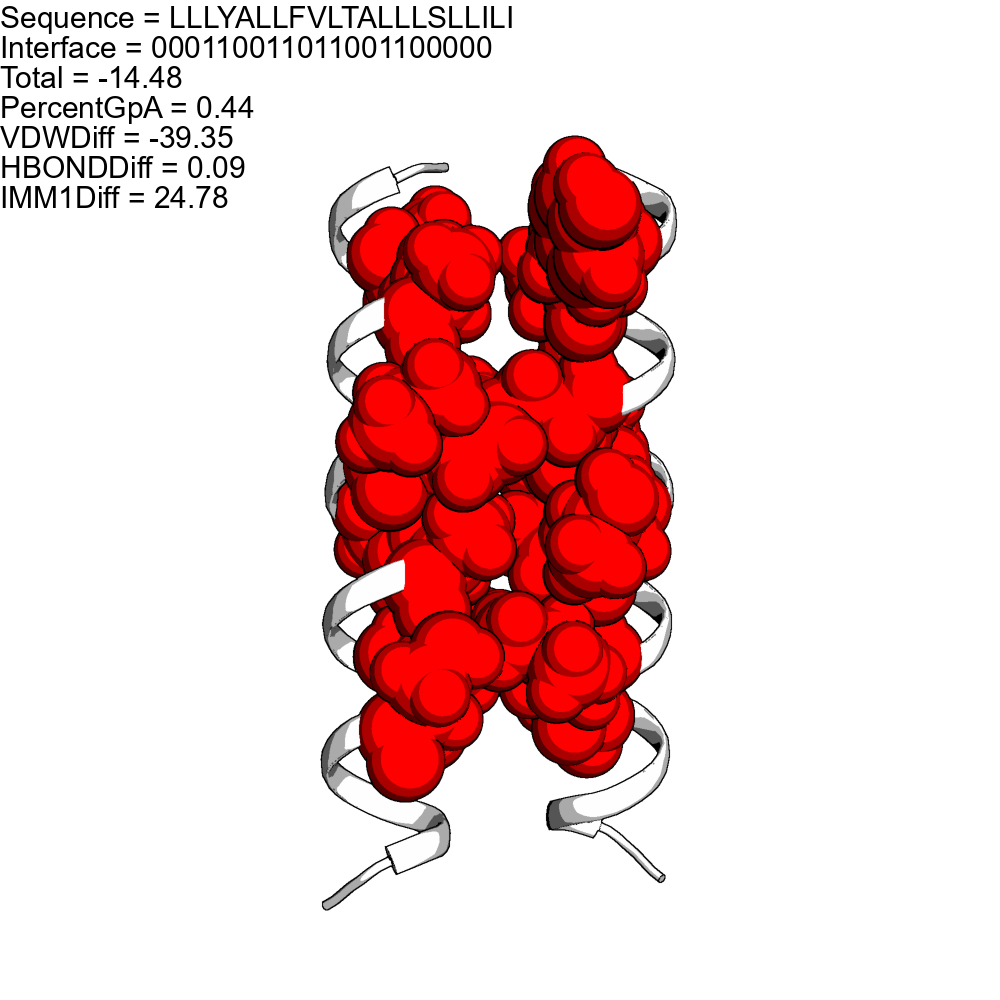 Sequence = LLLYALLFVLTALLLSLLILI
Interface = 000110011011001100000
Total = -14.48
PercentGpA = 0.44
VDWDiff = -39.35
HBONDDiff = 0.09
IMM1Diff = 24.78